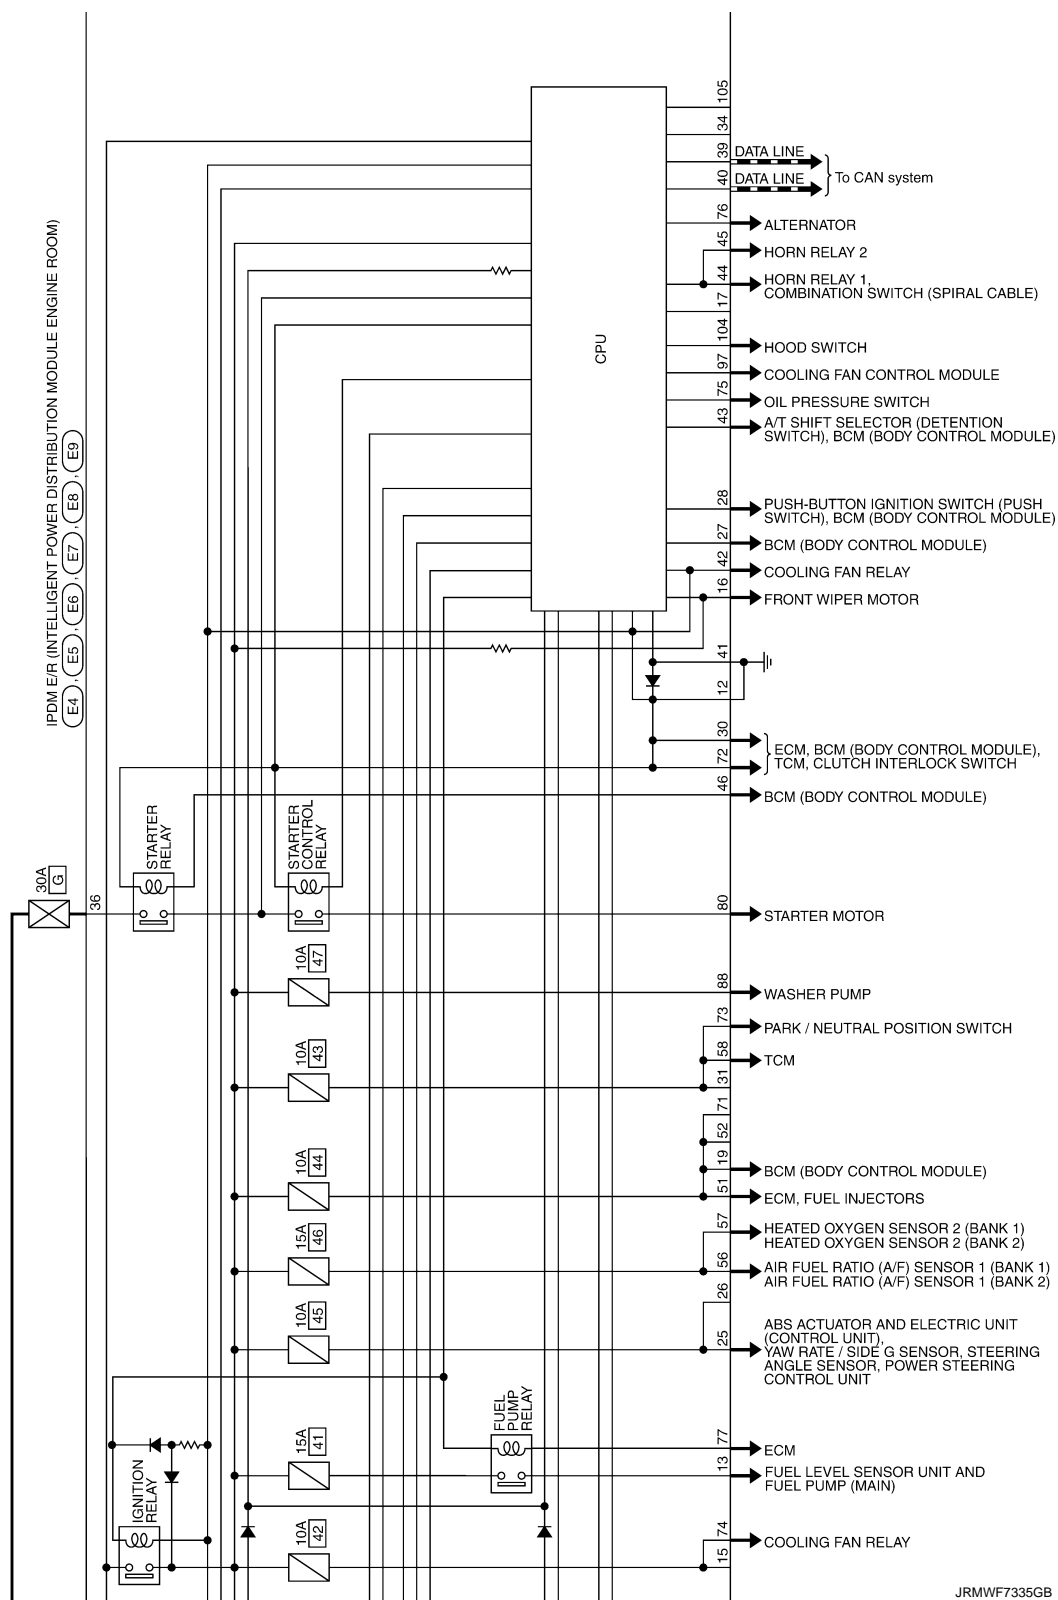 105
34
39
DATA LINE
40
DATA LINE
To CAN system
76
ALTERNATOR
45
HORN RELAY 2
44
HORN RELAY 1,
COMBINATION SWITCH (SPIRAL CABLE)
17
104
HOOD SWITCH
97
COOLING FAN CONTROL MODULE
75
OIL PRESSURE SWITCH
43
A/T SHIFT SELECTOR (DETENTION
SWITCH), BCM (BODY CONTROL MODULE)
CPU
28
PUSH-BUTTON IGNITION SWITCH (PUSH
SWITCH), BCM (BODY CONTROL MODULE)
27
BCM (BODY CONTROL MODULE)
42
COOLING FAN RELAY
16
FRONT WIPER MOTOR
IPDM E/R (INTELLIGENT POWER DISTRIBUTION MODULE ENGINE ROOM)
E4 , E5 , E6 , E7 , E8 , E9
41
12
30
72
ECM, BCM (BODY CONTROL MODULE),
TCM, CLUTCH INTERLOCK SWITCH
46
BCM (BODY CONTROL MODULE)
STARTER
RELAY
STARTER
CONTROL
RELAY
30A
G
36
80
STARTER MOTOR
10A
47
88
WASHER PUMP
73
PARK / NEUTRAL POSITION SWITCH
10A
43
58
TCM
31
71
52
10A
44
19
BCM (BODY CONTROL MODULE)
51
ECM, FUEL INJECTORS
15A
46
57
HEATED OXYGEN SENSOR 2 (BANK 1)
HEATED OXYGEN SENSOR 2 (BANK 2)
56
AIR FUEL RATIO (A/F) SENSOR 1 (BANK 1)
AIR FUEL RATIO (A/F) SENSOR 1 (BANK 2)
26
10A
45
25
ABS ACTUATOR AND ELECTRIC UNIT
(CONTROL UNIT),
YAW RATE / SIDE G SENSOR, STEERING
ANGLE SENSOR, POWER STEERING
CONTROL UNIT
FUEL
PUMP
RELAY
15A
41
77
ECM
13
FUEL LEVEL SENSOR UNIT AND
FUEL PUMP (MAIN)
IGNITION
RELAY
10A
42
74
COOLING FAN RELAY
15
JRMWF7335GB